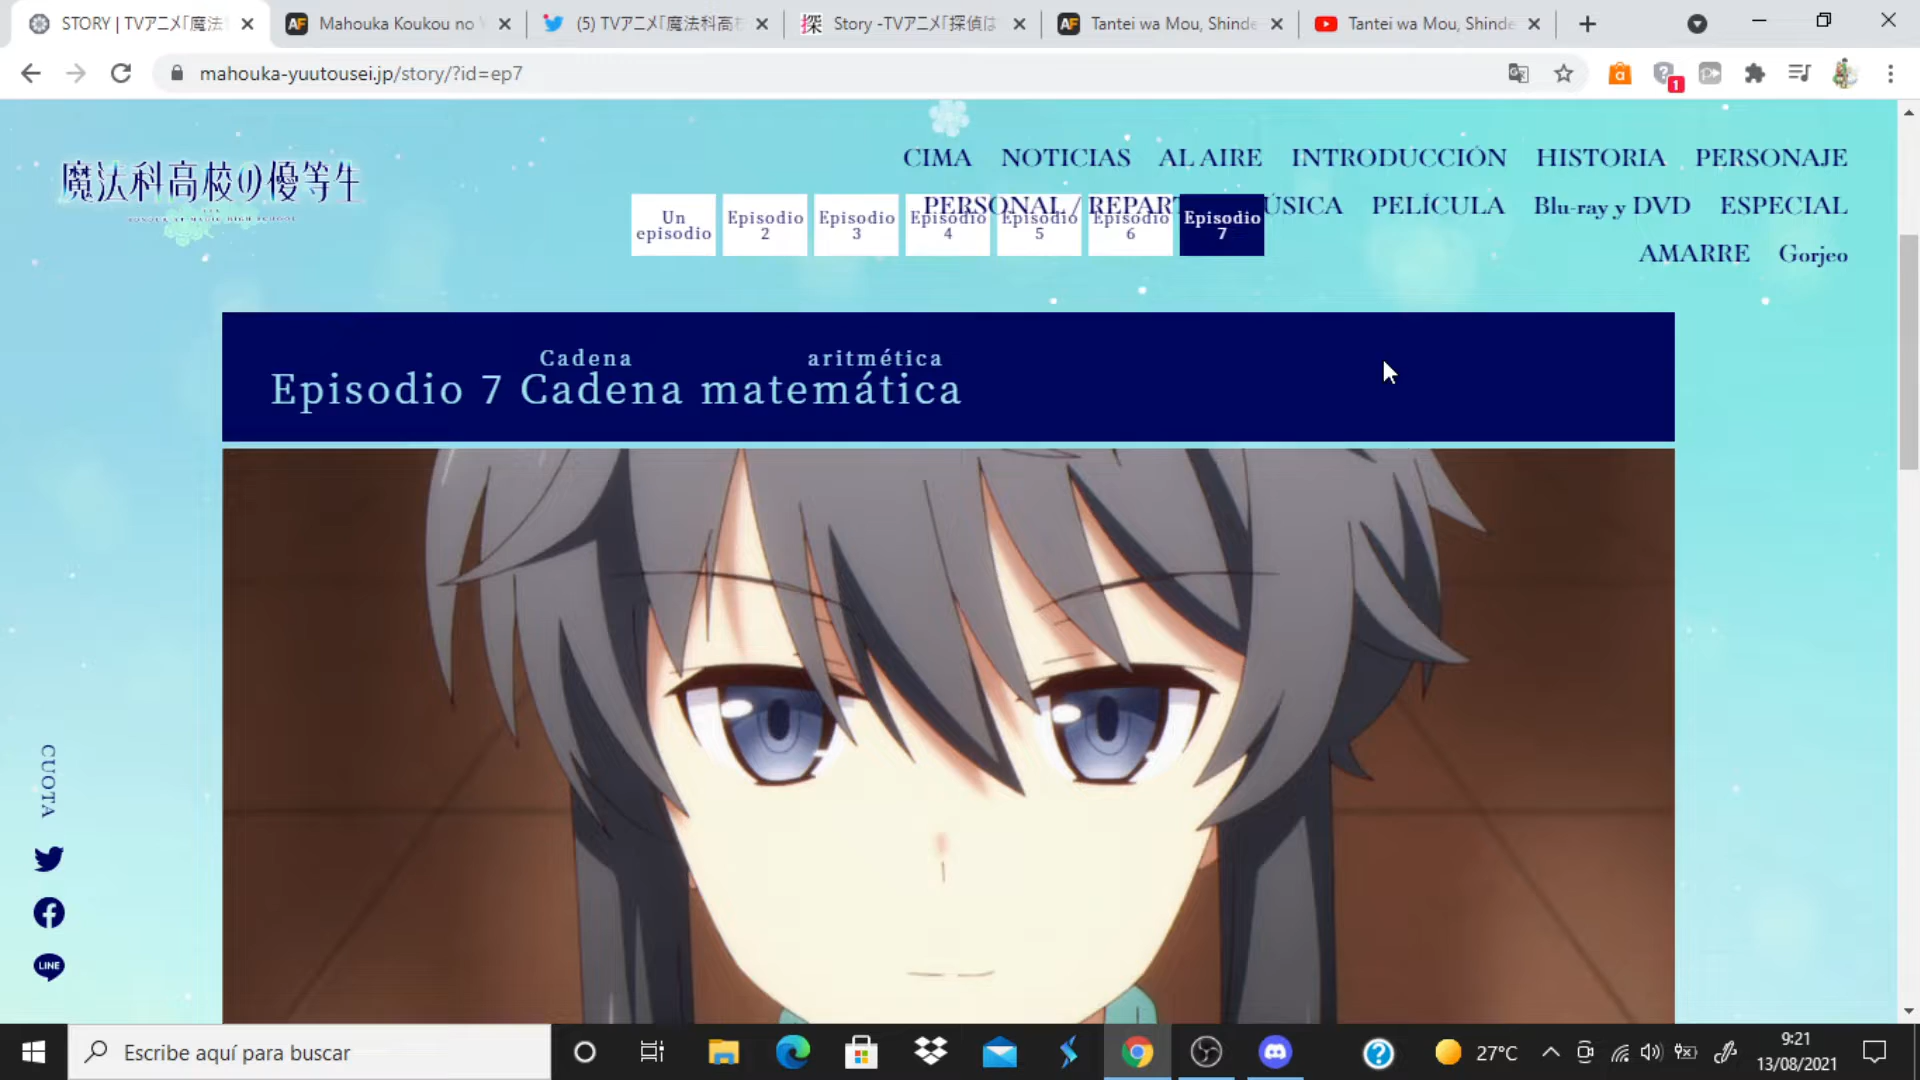 STORY | TVアニメ「魔法
Mahouka Koukou no
(5) TVアニメ「魔法科高
Story -TVアニメ「探偵は
Tantei wa Mou, Shinde
Tantei wa Mou, Shinde
mahouka-yuutousei.jp/story/?id=ep7
1
魔法科高校の優等生
CIMA NOTICIAS AL AIRE INTRODUCCIÓN HISTORIA PERSONAJE
PERSONAL / REPART ÚSICA PELÍCULA Blu-ray y DVD ESPECIAL
AMARRE Gorjeo
Un episodio
Episodio 2
Episodio 3
Episodio 4
Episodio 5
Episodio 6
Episodio 7
Cadena aritmética
Episodio 7 Cadena matemática
CUOTA
LINE
Escribe aquí para buscar
27°C
9:21
13/08/2021